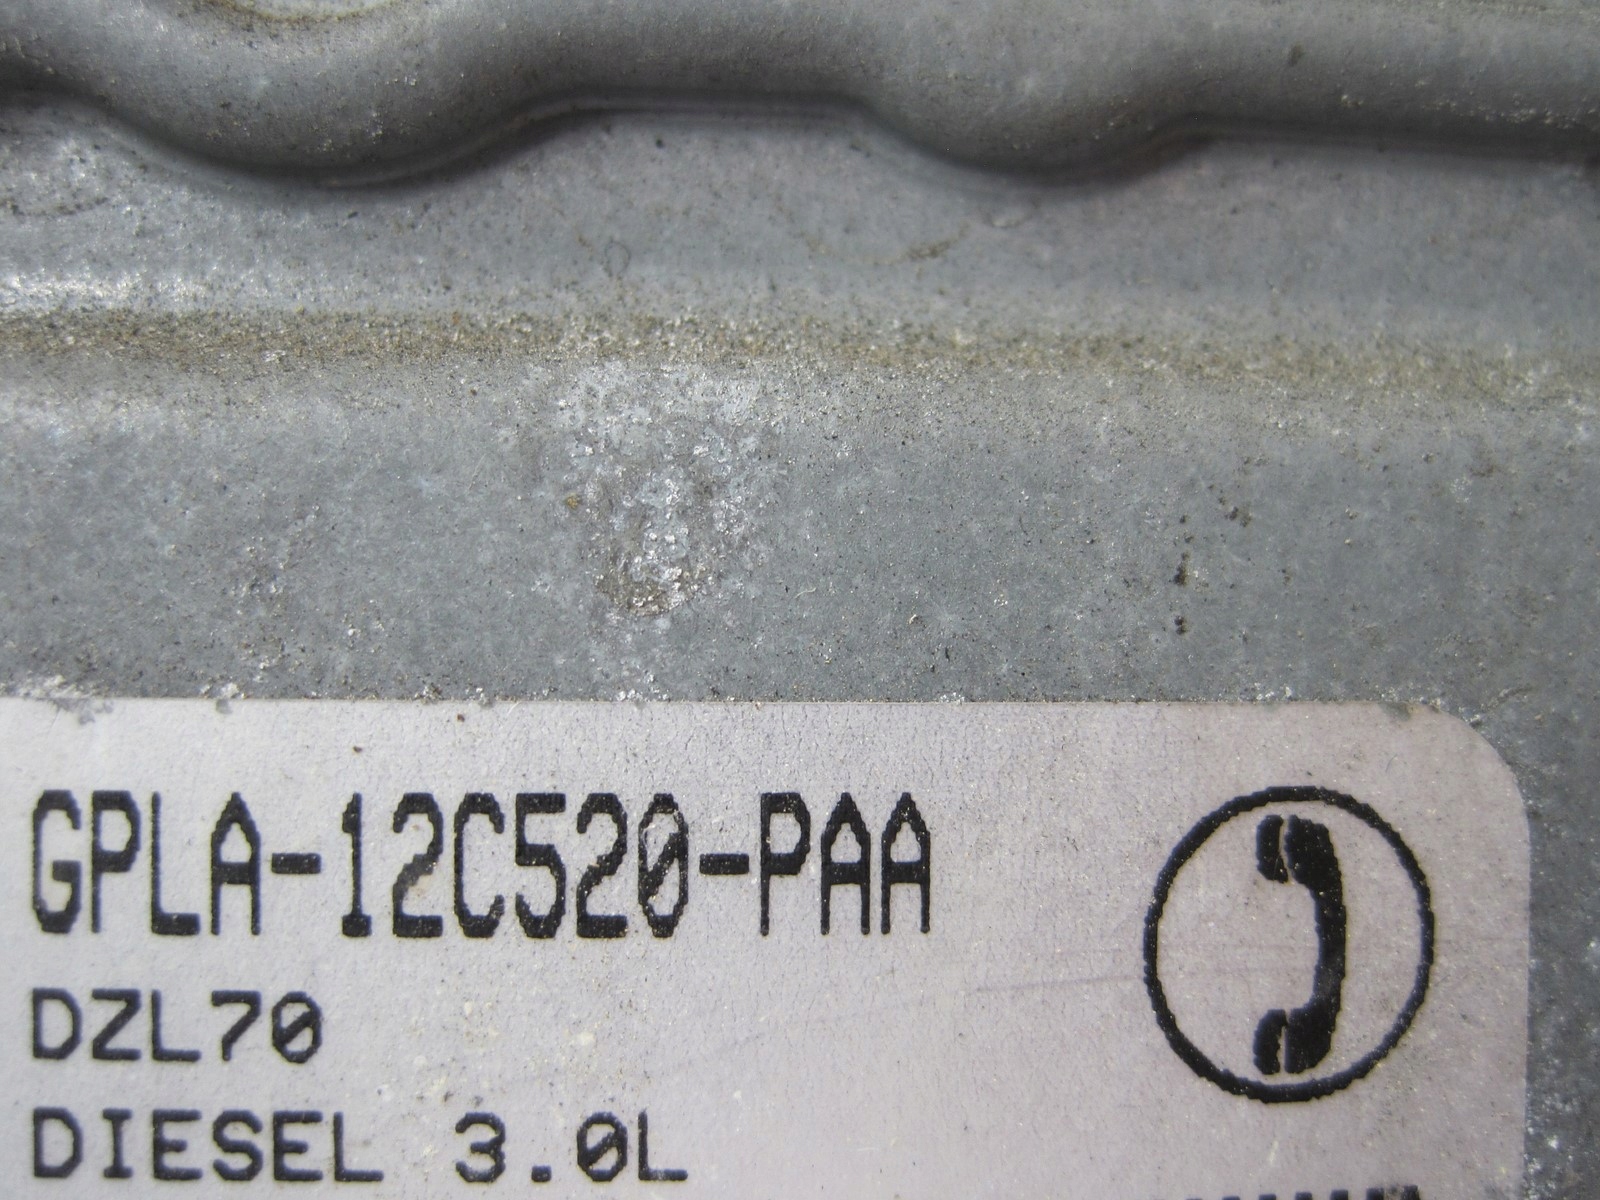 GPLA-12C520-PAA
DZL70
DIESEL 3.0L